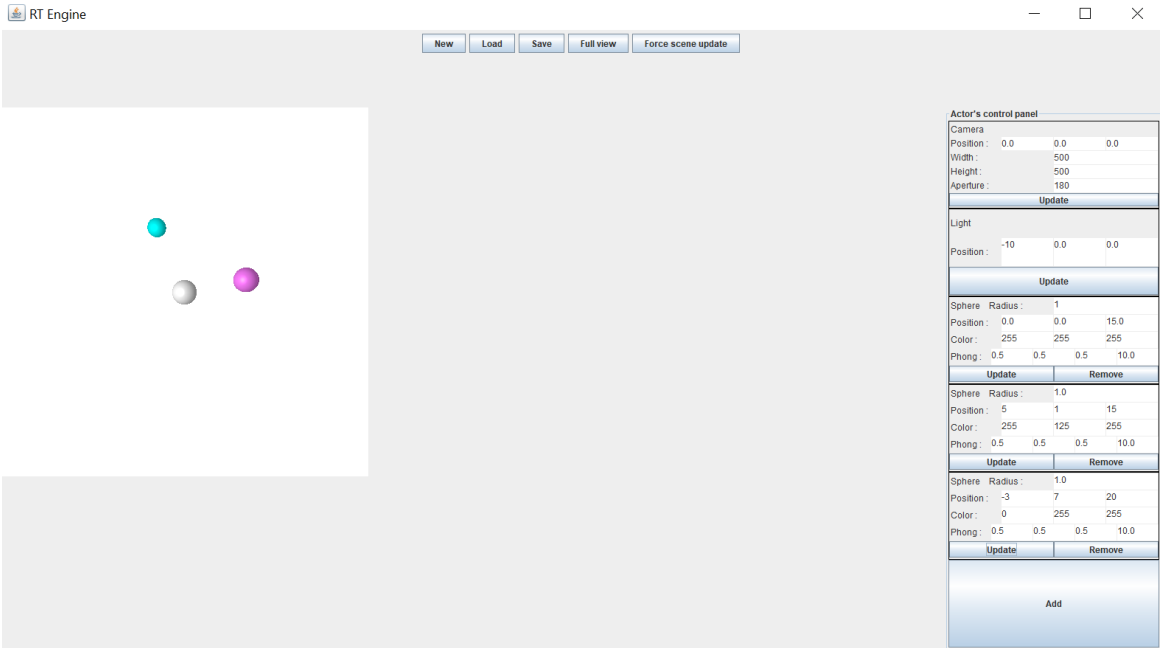 RT Engine
New Load Save Full view Force scene update
Actor's control panel
Camera
Position : 0.0 0.0 0.0
Width : 500
Height : 500
Aperture : 180
Update
Light
Position : -10 0.0 0.0
Update
Sphere Radius : 1
Position : 0.0 0.0 15.0
Color : 255 255 255
Phong : 0.5 0.5 0.5 10.0
Update Remove
Sphere Radius : 1.0
Position : 5 1 15
Color : 255 125 255
Phong : 0.5 0.5 0.5 10.0
Update Remove
Sphere Radius : 1.0
Position : -3 7 20
Color : 0 255 255
Phong : 0.5 0.5 0.5 10.0
Update Remove
Add